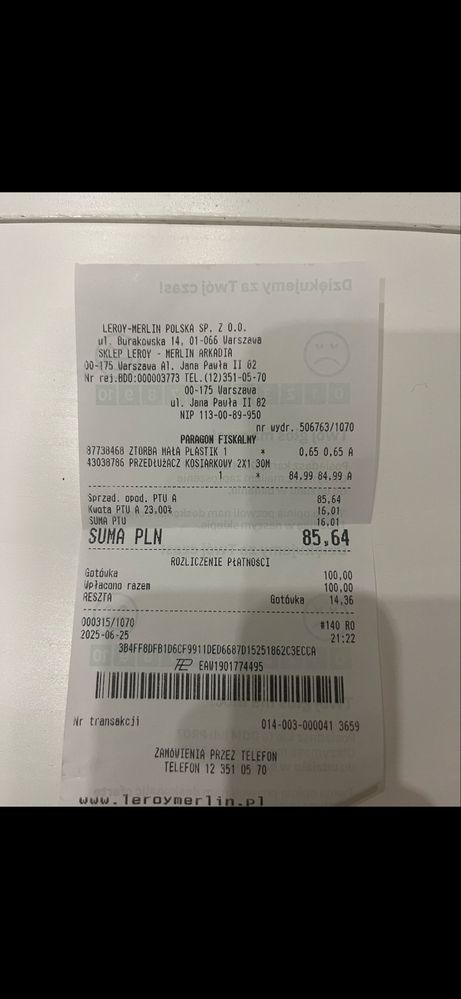 Dziękujemy za Twój czas!
LEROY-MERLIN POLSKA SP. Z O.O.
ul. Burakowska 14, 01-066 Warszawa
SKLEP LEROY - MERLIN ARKADIA
00-175 Warszawa Al. Jana Pawła II 82
Nr rej.BDO:000003773 TEL.(12)351-05-70
00-175 Warszawa
ul. Jana Pawła II 82
NIP 113-00-89-950
nr wydr. 506763/1070
PARAGON FISKALNY
87738468 ZTORBA MAŁA PLASTIK 1 * 0,65 0,65 A
43038786 PRZEDŁUŻACZ KOSIARKOWY 2X1 30M
1 * 84,99 84,99 A
Sprzed. opod. PTU A 85,64
Kwota PTU A 23,00% 16,01
SUMA PTU 16,01
SUMA PLN 85,64
ROZLICZENIE PŁATNOŚCI
Gotówka 100,00
Wpłacono razem 100,00
RESZTA Gotówka 14,36
000315/1070 #140 RO
2025-06-25 21:22
3B4FF8DFB1D6CF9911DED6687D15251862C3ECCA
EAW1901774495
Nr transakcji 014-003-000041 3659
ZAMÓWIENIA PRZEZ TELEFON
TELEFON 12 351 05 70
www.leroymerlin.pl